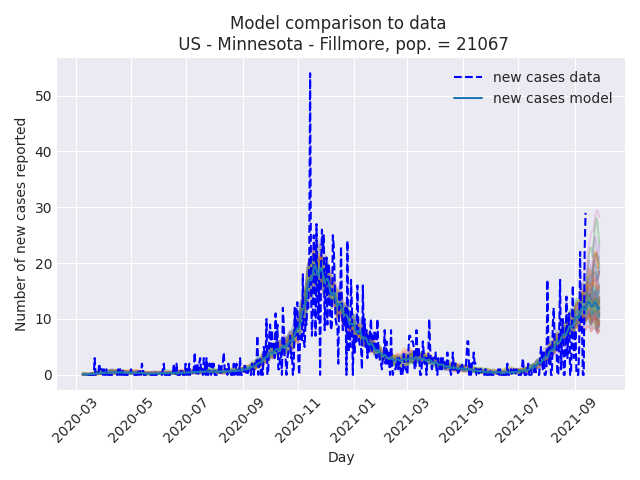 Model comparison to data
US - Minnesota - Fillmore, pop. = 21067
new cases data
new cases model
Number of new cases reported
50
40
30
20
10
0
2020-03
2020-05
2020-07
2020-09
2020-11
2021-01
2021-03
2021-05
2021-07
2021-09
Day